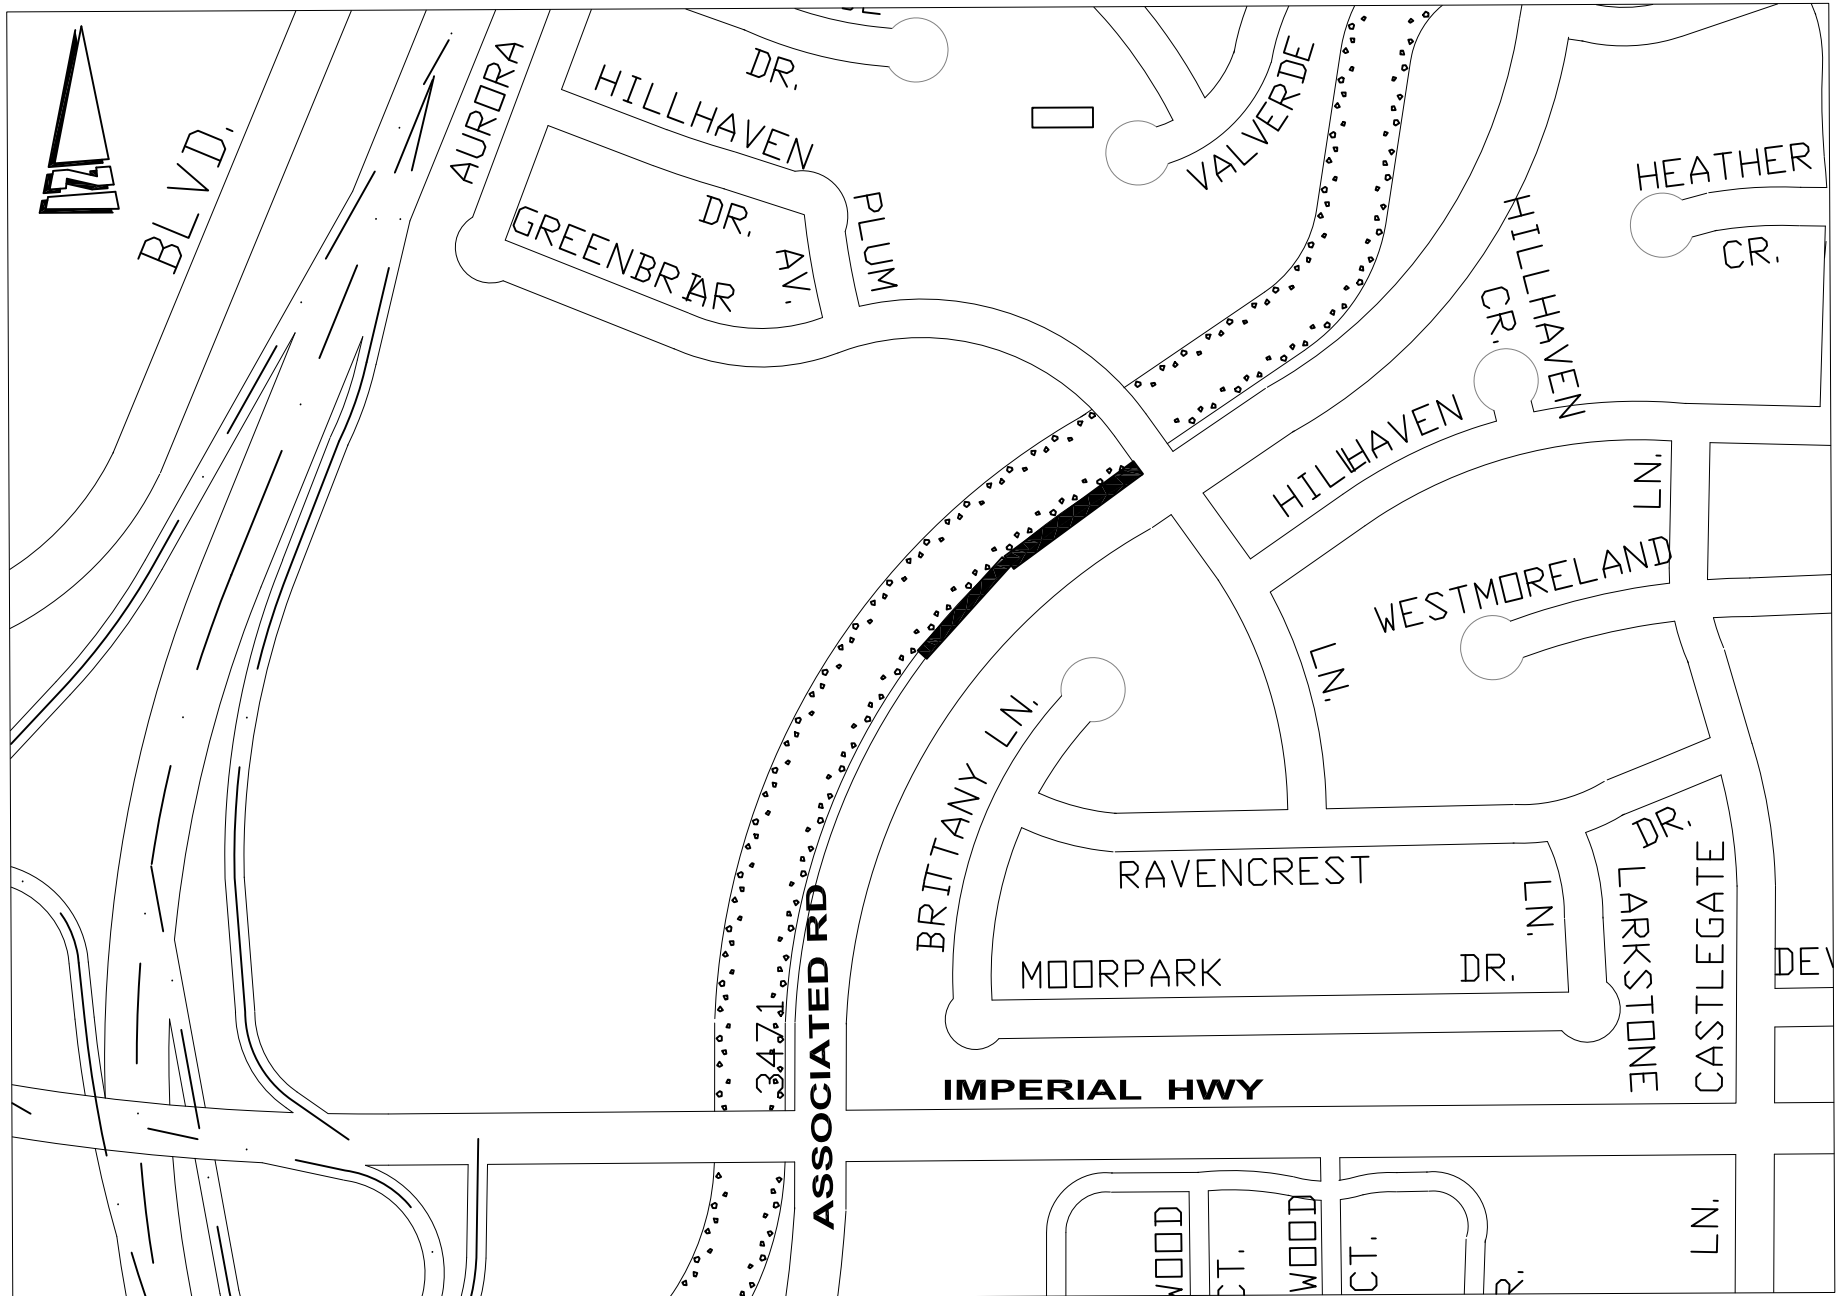 BLVD.
AURORA
DR.
HILLHAVEN
DR.
GREENBRIAR
AV.
PLUM
VALVERDE
HEATHER
CR.
HILLHAVEN
CR.
HILLHAVEN
LN.
WESTMORELAND
LN.
BRITTANY LN.
RAVENCREST
DR.
LN.
LARKSTONE
CASTLEGATE
MOORPARK DR.
3471
ASSOCIATED RD
IMPERIAL HWY
WOOD
CT.
WOOD
CT.
LN.
N